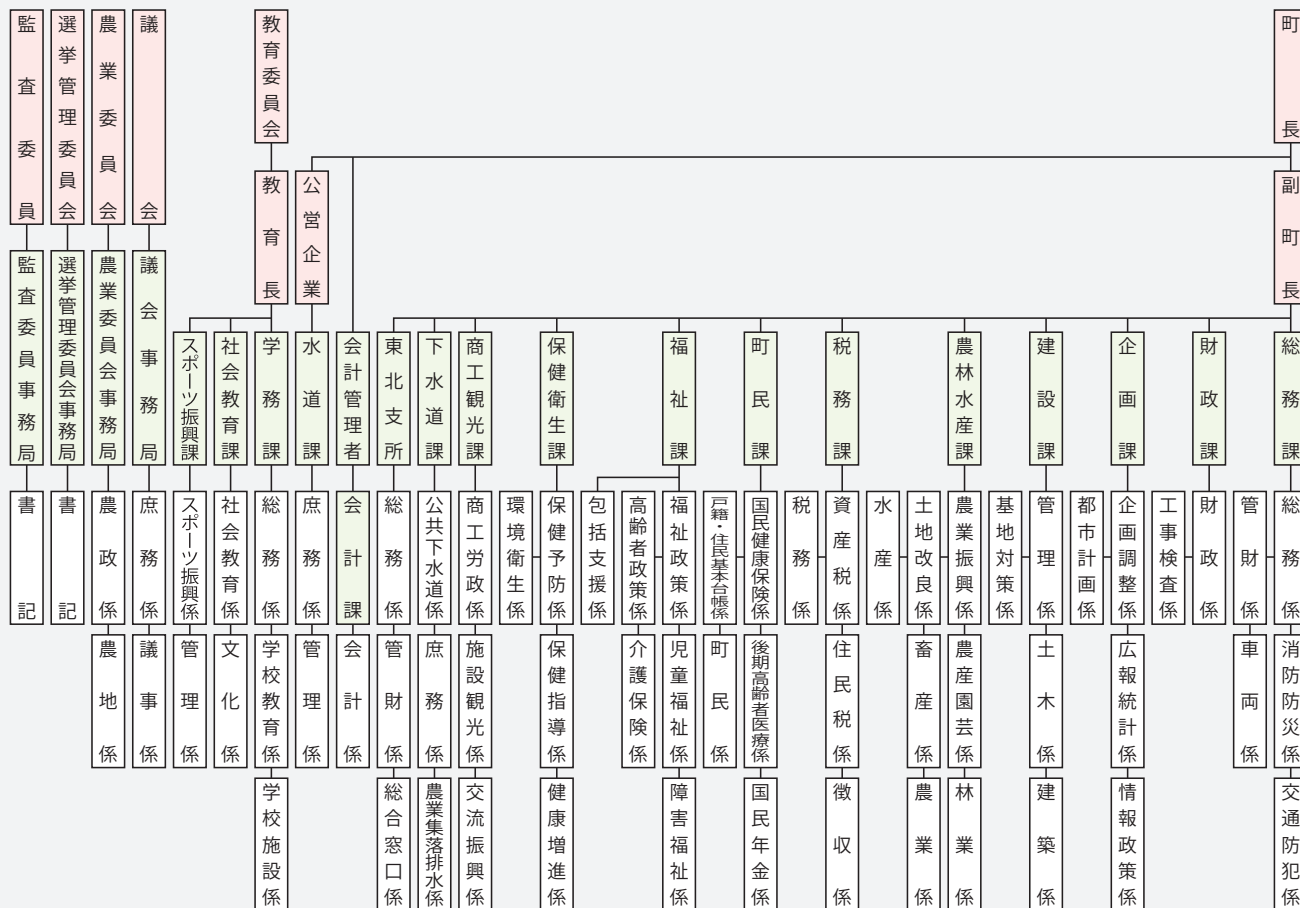 町長
副町長
総務課
総務係
消防防災係
交通防犯係
管財係
車両係
財政課
財政係
工事検査係
企画課
企画調整係
広報統計係
情報政策係
都市計画係
建設課
管理係
土木係
建築係
基地対策係
農林水産課
農業振興係
農産園芸係
林業係
土地改良係
畜産係
農業係
水産係
税務課
資産税係
住民税係
徴収係
税務係
町民課
国民健康保険係
後期高齢者医療係
国民年金係
戸籍・住民基本台帳係
町民係
福祉課
福祉政策係
児童福祉係
障害福祉係
高齢者政策係
介護保険係
包括支援係
保健衛生課
保健予防係
保健指導係
健康増進係
環境衛生係
商工観光課
商工労政係
施設観光係
交流振興係
下水道課
公共下水道係
庶務係
農業集落排水係
東北支所
総務係
管財係
総合窓口係
会計管理者
会計課
会計係
公営企業
水道課
庶務係
管理係
教育委員会
教育長
学務課
総務係
学校教育係
学校施設係
社会教育課
社会教育係
文化係
スポーツ振興課
スポーツ振興係
管理係
議会
議会事務局
庶務係
議事係
農業委員会
農業委員会事務局
農政係
農地係
選挙管理委員会
選挙管理委員会事務局
書記
監査委員
監査委員事務局
書記